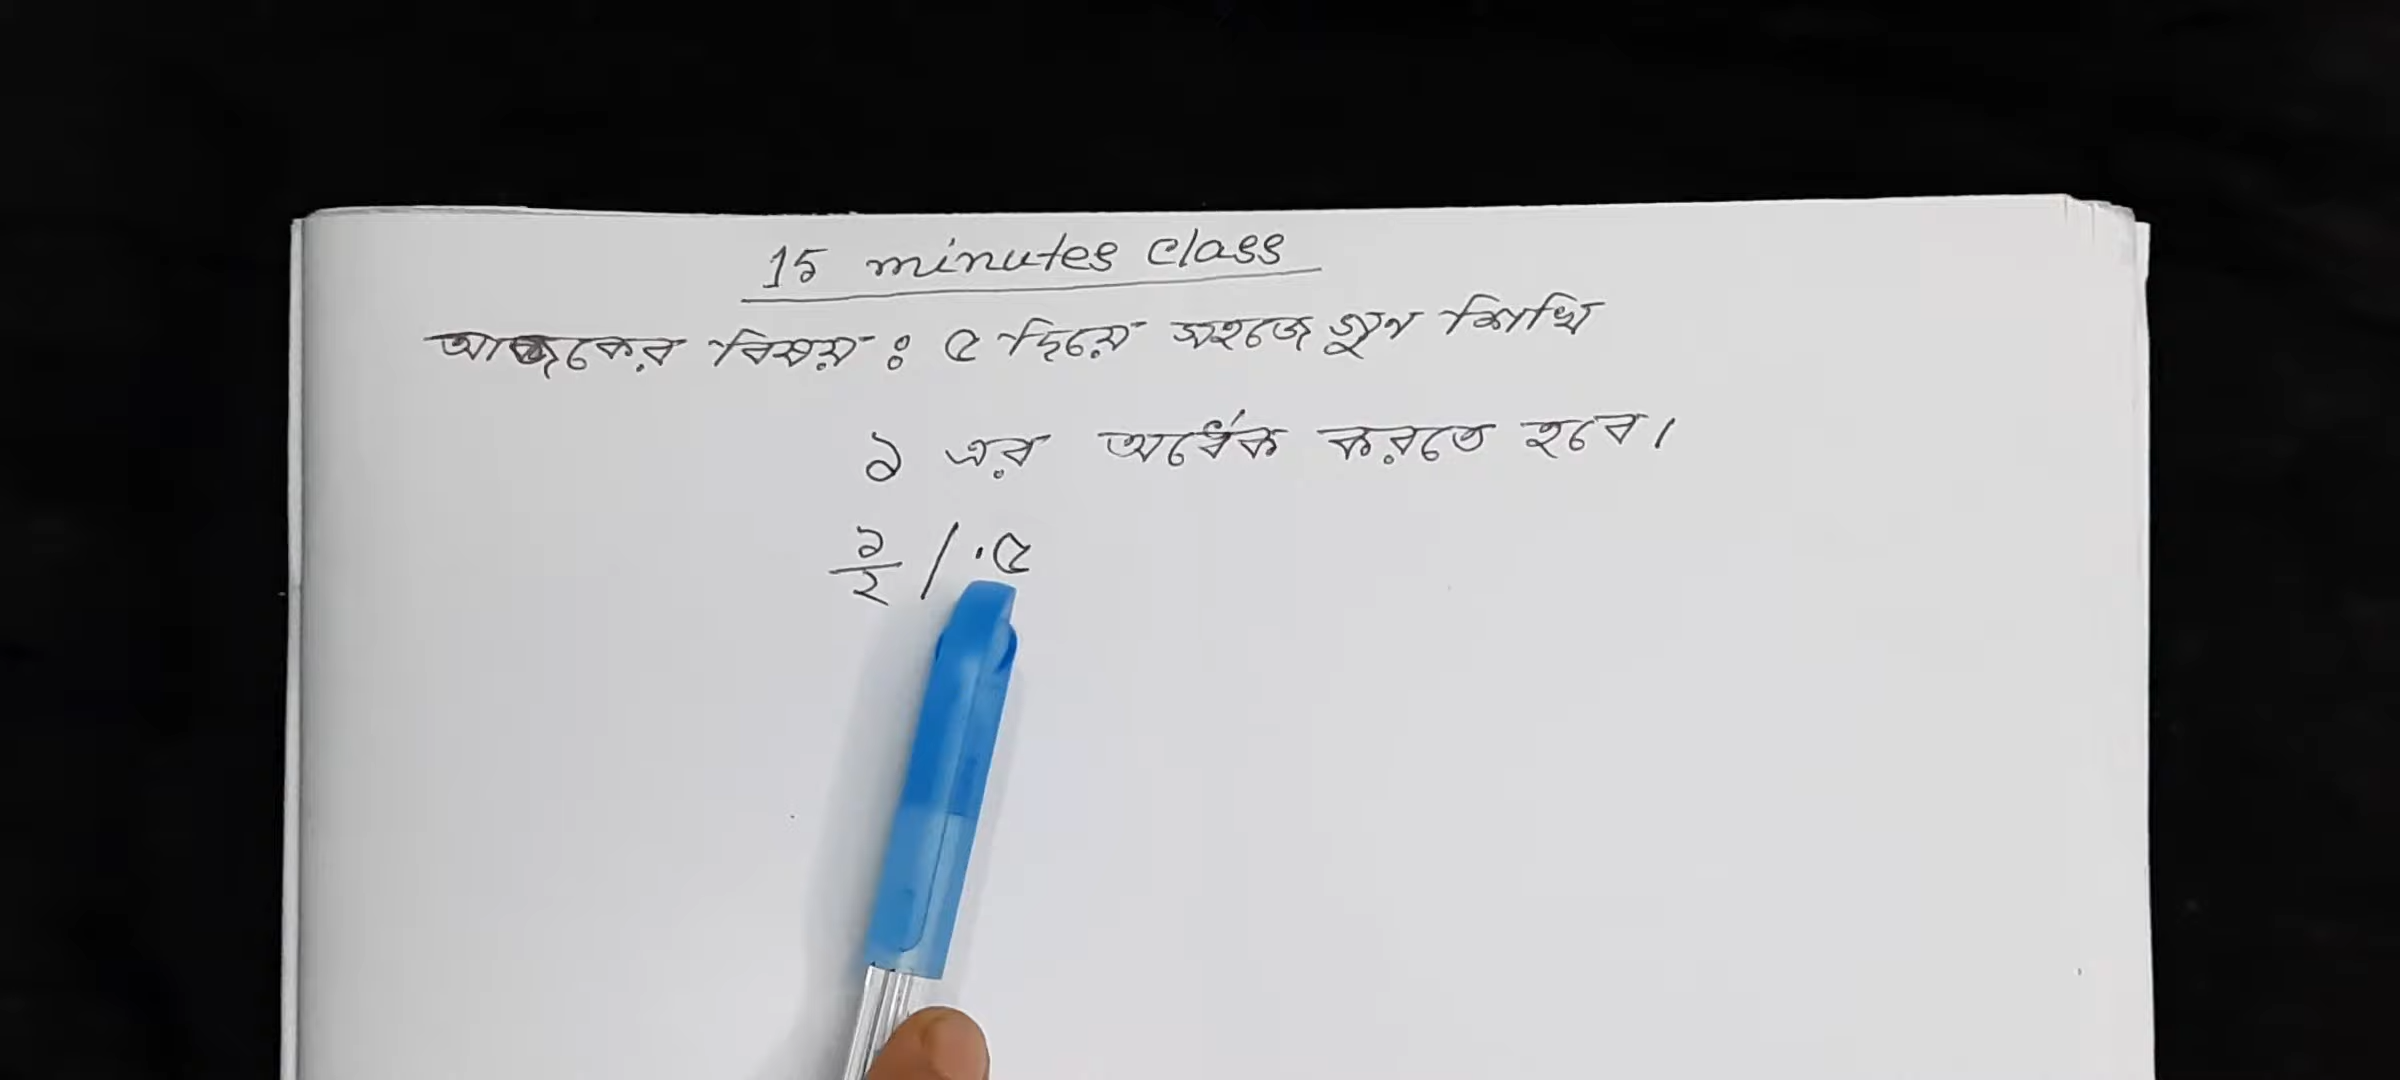 15 minutes class
আজকের বিষয় : ৫ দিয়ে সহজে গুণ শিখি
১ এর অর্ধেক করতে হবে।
১/২ / .৫